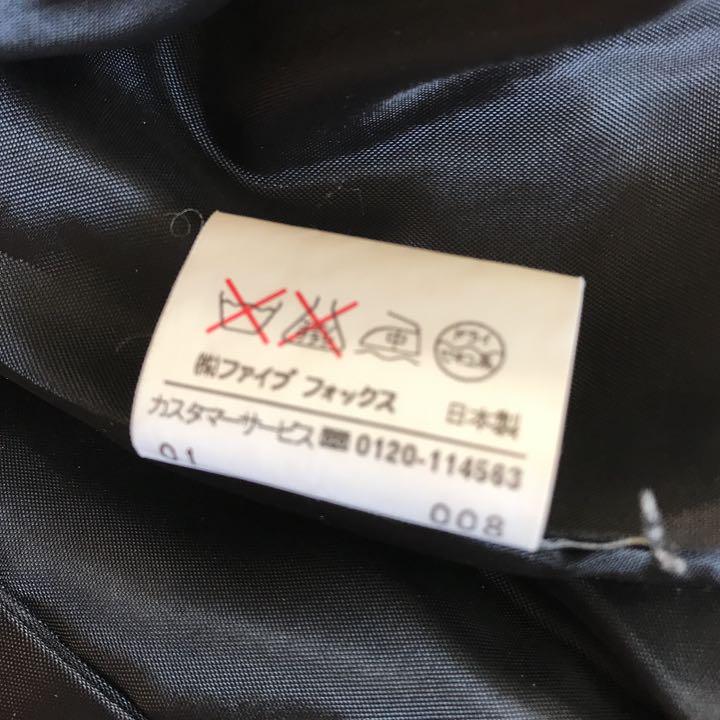 中 ドライ
㈱ファイブ フォックス 日本製
カスタマーサービス 0120-114563
01 008